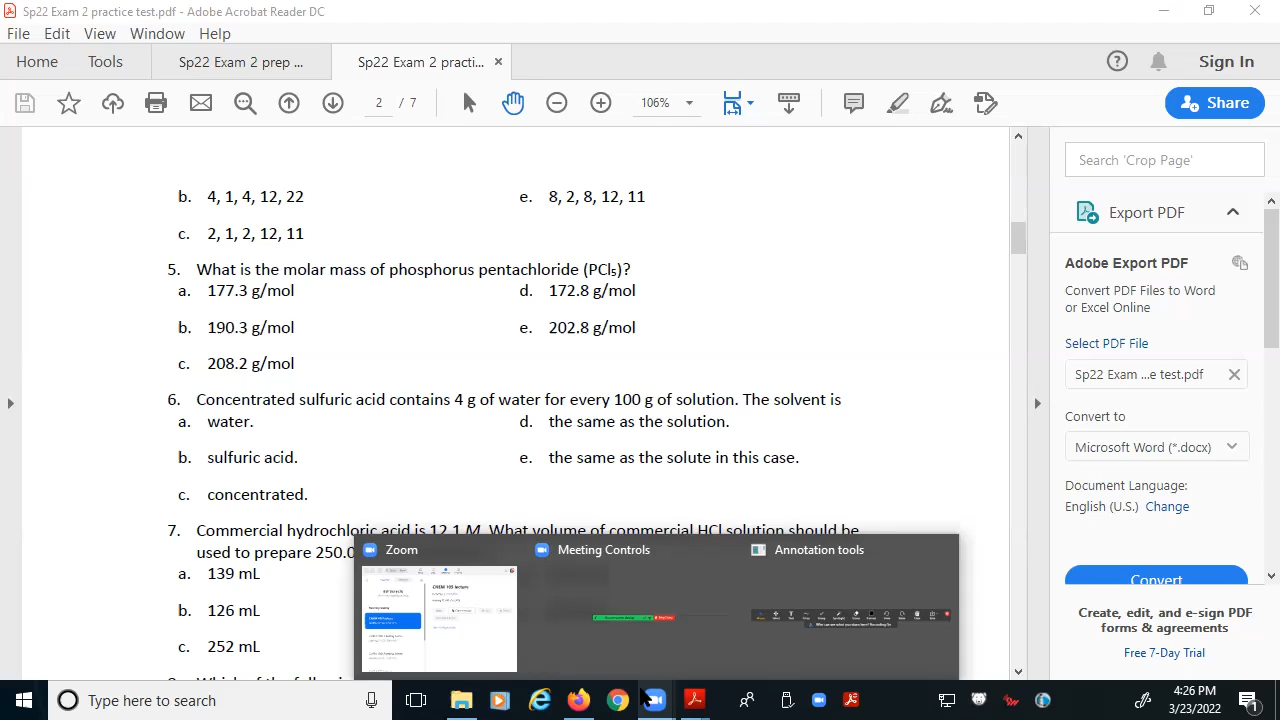 Sp22 Exam 2 practice test.pdf - Adobe Acrobat Reader DC
File Edit View Window Help
Home Tools Sp22 Exam 2 prep ... Sp22 Exam 2 practi... × Sign In
2 / 7 106% Share
b. 4, 1, 4, 12, 22 e. 8, 2, 8, 12, 11
c. 2, 1, 2, 12, 11
5. What is the molar mass of phosphorus pentachloride (PCl₅)?
a. 177.3 g/mol d. 172.8 g/mol
b. 190.3 g/mol e. 202.8 g/mol
c. 208.2 g/mol
6. Concentrated sulfuric acid contains 4 g of water for every 100 g of solution. The solvent is
a. water. d. the same as the solution.
b. sulfuric acid. e. the same as the solute in this case.
c. concentrated.
7. Commercial hydrochloric acid is 12.1 M. What volume of commercial HCl solution should be
used to prepare 250.0
a. 139 mL
126 mL
c. 252 mL
Search 'Crop Page'
Export PDF
Adobe Export PDF
Convert PDF Files to Word
or Excel Online
Select PDF File
Sp22 Exam ...e test.pdf
Convert to
Microsoft Word (*.docx)
Document Language:
English (U.S.) Change
Convert
Create, edit and sign PDF
forms & agreements
Free 7-Day Trial
Zoom Meeting Controls Annotation tools
CHEM 103 lecture
Type here to search
4:26 PM
3/23/2022
1